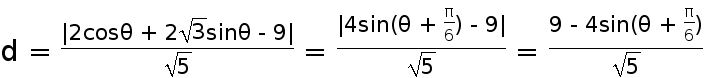 d = |2cosθ + 2√3sinθ - 9| / √5 = |4sin(θ + π/6) - 9| / √5 = 9 - 4sin(θ + π/6) / √5